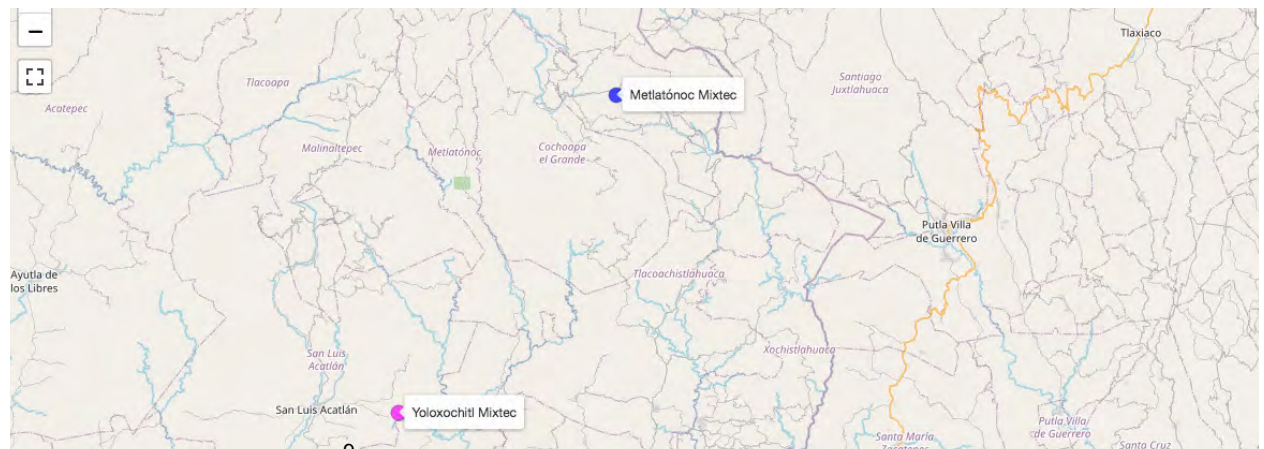 −
Tlaxiaco
Tlacoapa
Santiago
Juxtlahuaca
Metlatónoc Mixtec
Acatepec
Malinaltepec
Metlatónoc
Cochoapa
el Grande
Putla Villa
de Guerrero
Ayutla de
los Libres
Tlacoachistlahuaca
San Luis
Acatlán
Xochistlahuaca
San Luis Acatlán
Yoloxochitl Mixtec
Putla Villa
de Guerrero
Santa María
Zacatepec
Santa Cruz